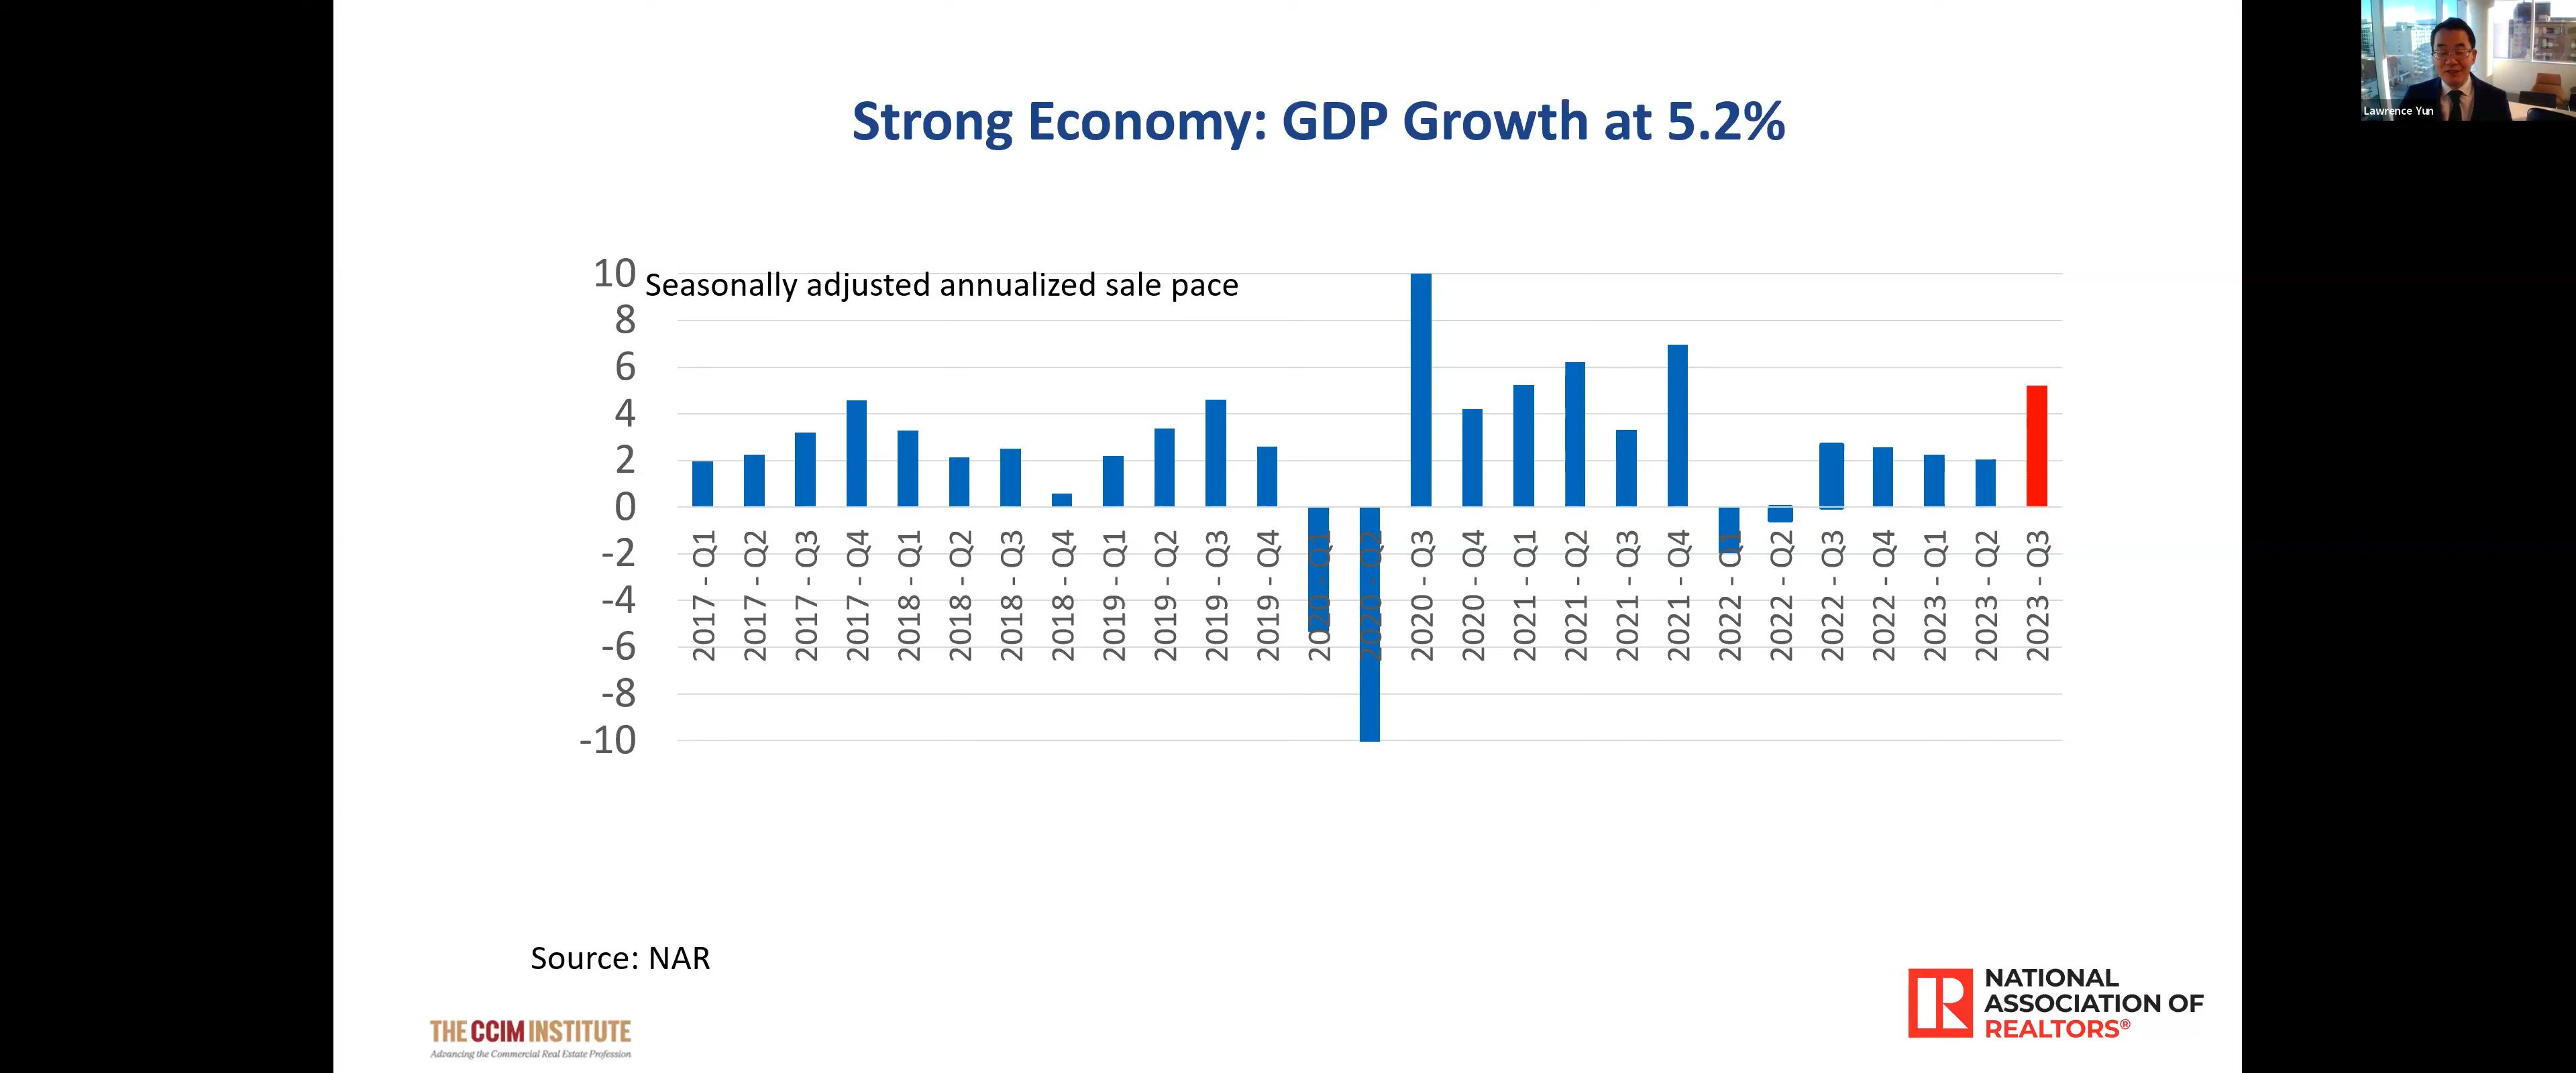 Lawrence Yun
Strong Economy: GDP Growth at 5.2%
Seasonally adjusted annualized sale pace
10
8
6
4
2
0
-2
-4
-6
-8
-10
2017 - Q1
2017 - Q2
2017 - Q3
2017 - Q4
2018 - Q1
2018 - Q2
2018 - Q3
2018 - Q4
2019 - Q1
2019 - Q2
2019 - Q3
2019 - Q4
2020 - Q1
2020 - Q2
2020 - Q3
2020 - Q4
2021 - Q1
2021 - Q2
2021 - Q3
2021 - Q4
2022 - Q1
2022 - Q2
2022 - Q3
2022 - Q4
2023 - Q1
2023 - Q2
2023 - Q3
Source: NAR
THE CCIM INSTITUTE
Advancing the Commercial Real Estate Profession
NATIONAL
ASSOCIATION OF
REALTORS®